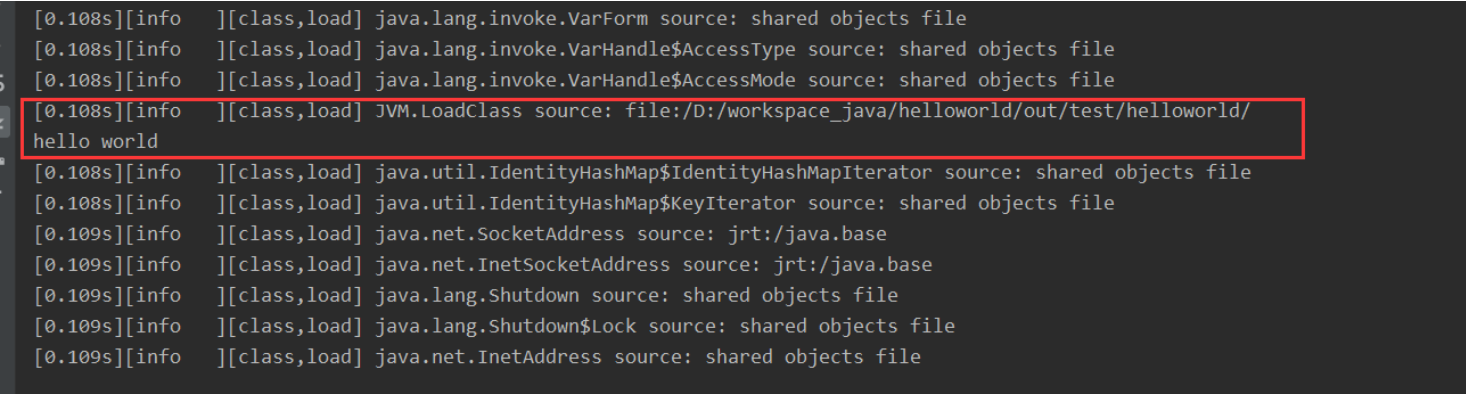 [0.108s][info   ][class,load] java.lang.invoke.VarForm source: shared objects file
[0.108s][info   ][class,load] java.lang.invoke.VarHandle$AccessType source: shared objects file
[0.108s][info   ][class,load] java.lang.invoke.VarHandle$AccessMode source: shared objects file
[0.108s][info   ][class,load] JVM.LoadClass source: file:/D:/workspace_java/helloworld/out/test/helloworld/
hello world
[0.108s][info   ][class,load] java.util.IdentityHashMap$IdentityHashMapIterator source: shared objects file
[0.108s][info   ][class,load] java.util.IdentityHashMap$KeyIterator source: shared objects file
[0.109s][info   ][class,load] java.net.SocketAddress source: jrt:/java.base
[0.109s][info   ][class,load] java.net.InetSocketAddress source: jrt:/java.base
[0.109s][info   ][class,load] java.lang.Shutdown source: shared objects file
[0.109s][info   ][class,load] java.lang.Shutdown$Lock source: shared objects file
[0.109s][info   ][class,load] java.net.InetAddress source: shared objects file